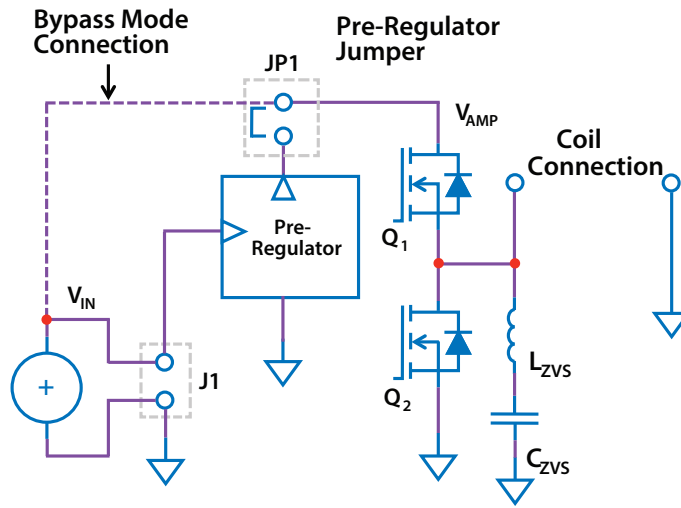 Bypass Mode
Connection
Pre-Regulator
Jumper
JP1
VAMP
Coil
Connection
Pre-
Regulator
Q1
VIN
J1
Q2
LZVS
CZVS
+